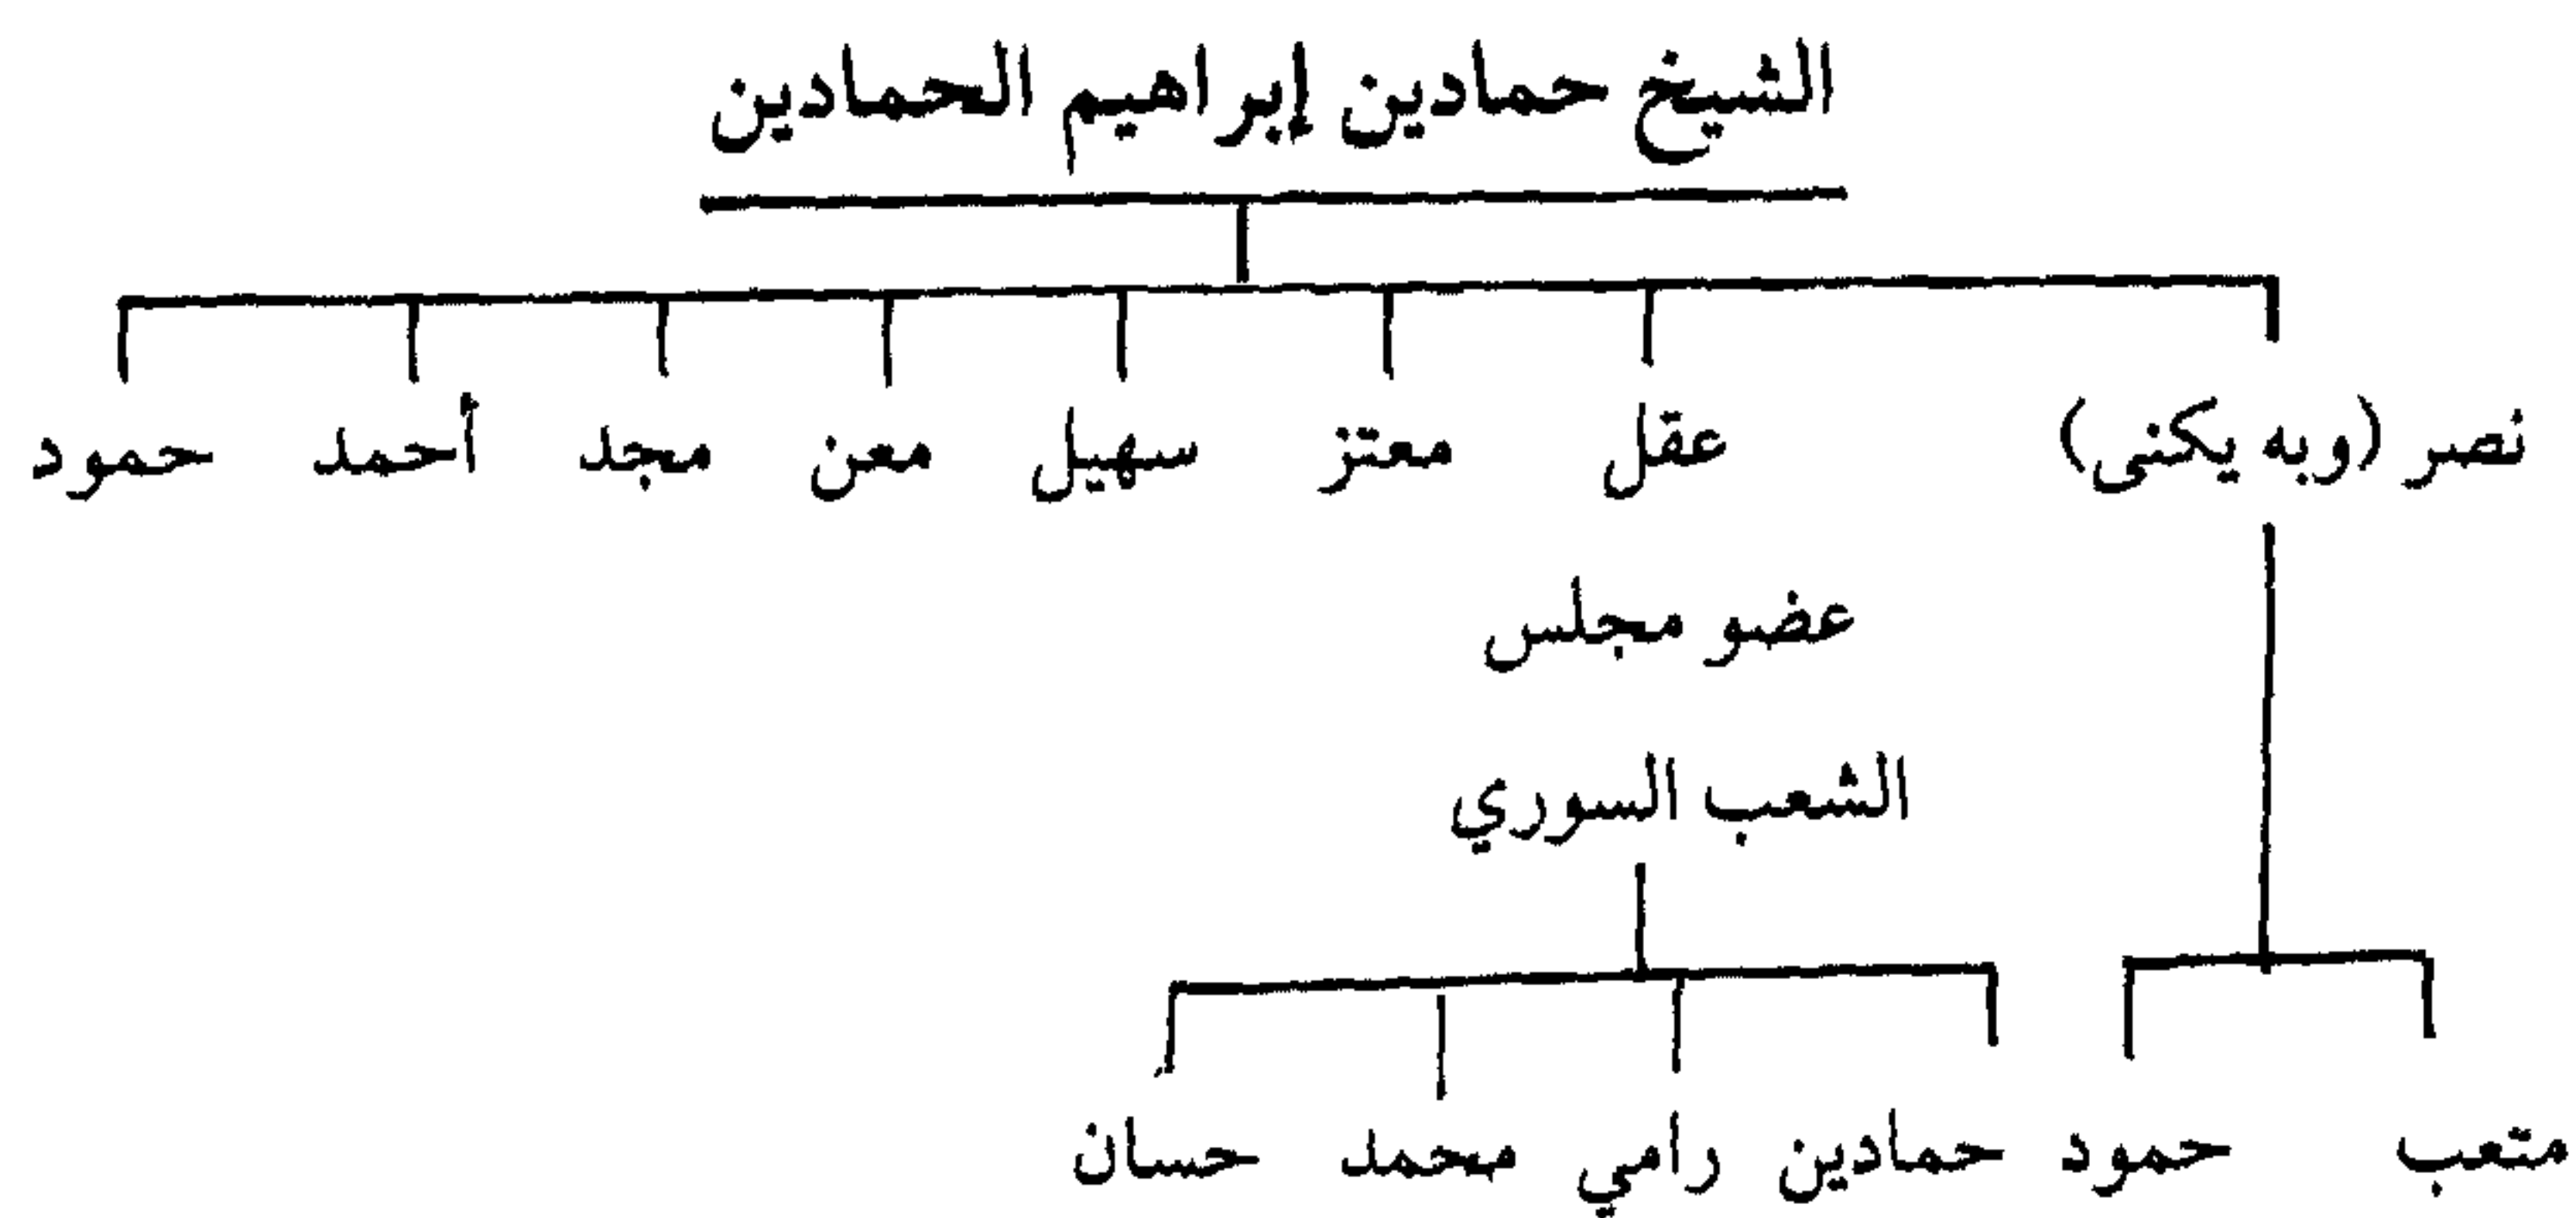 الشيخ حمادين إبراهيم الحمادين
نصر (وبه يكنى) عقل معتز سهيل معن مجد أحمد حمود
عضو مجلس
الشعب السوري
متعب حمود حمادين رامي محمد حسان